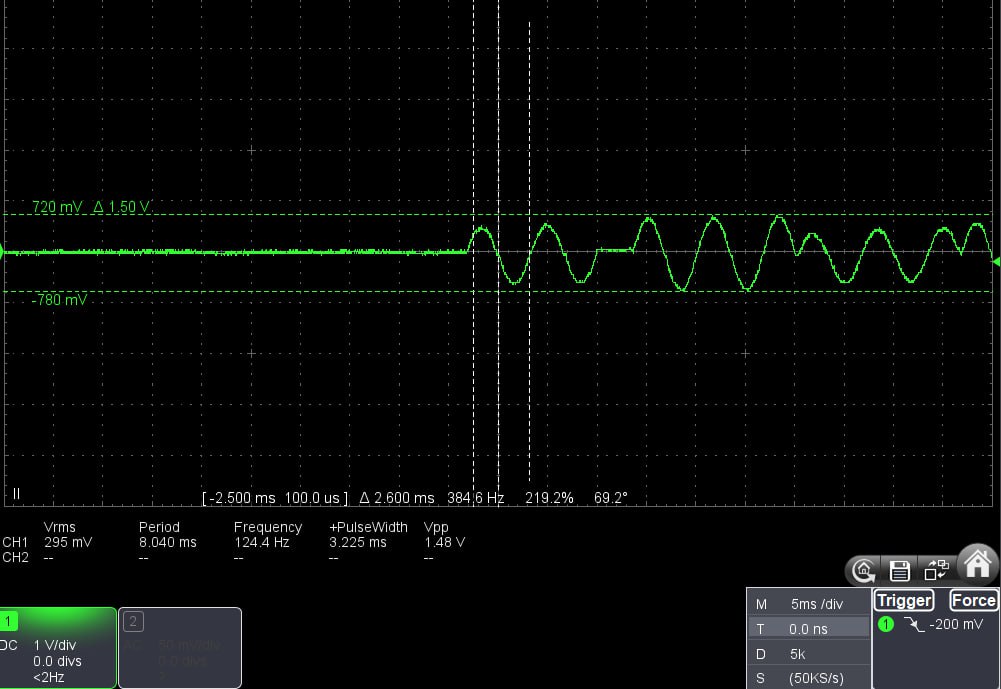 720 mV Δ 1.50 V
-780 mV
[ -2.500 ms 100.0 us ] Δ 2.600 ms 384.6 Hz 219.2% 69.2°
Vrms Period Frequency +PulseWidth Vpp
CH1 295 mV 8.040 ms 124.4 Hz 3.225 ms 1.48 V
CH2 -- -- -- -- --
1
DC 1 V/div
0.0 divs
<2Hz
2
AC 50 mV/div
0.0 divs
M 5ms /div
T 0.0 ns
D 5k
S (50KS/s)
Trigger Force
1 -200 mV